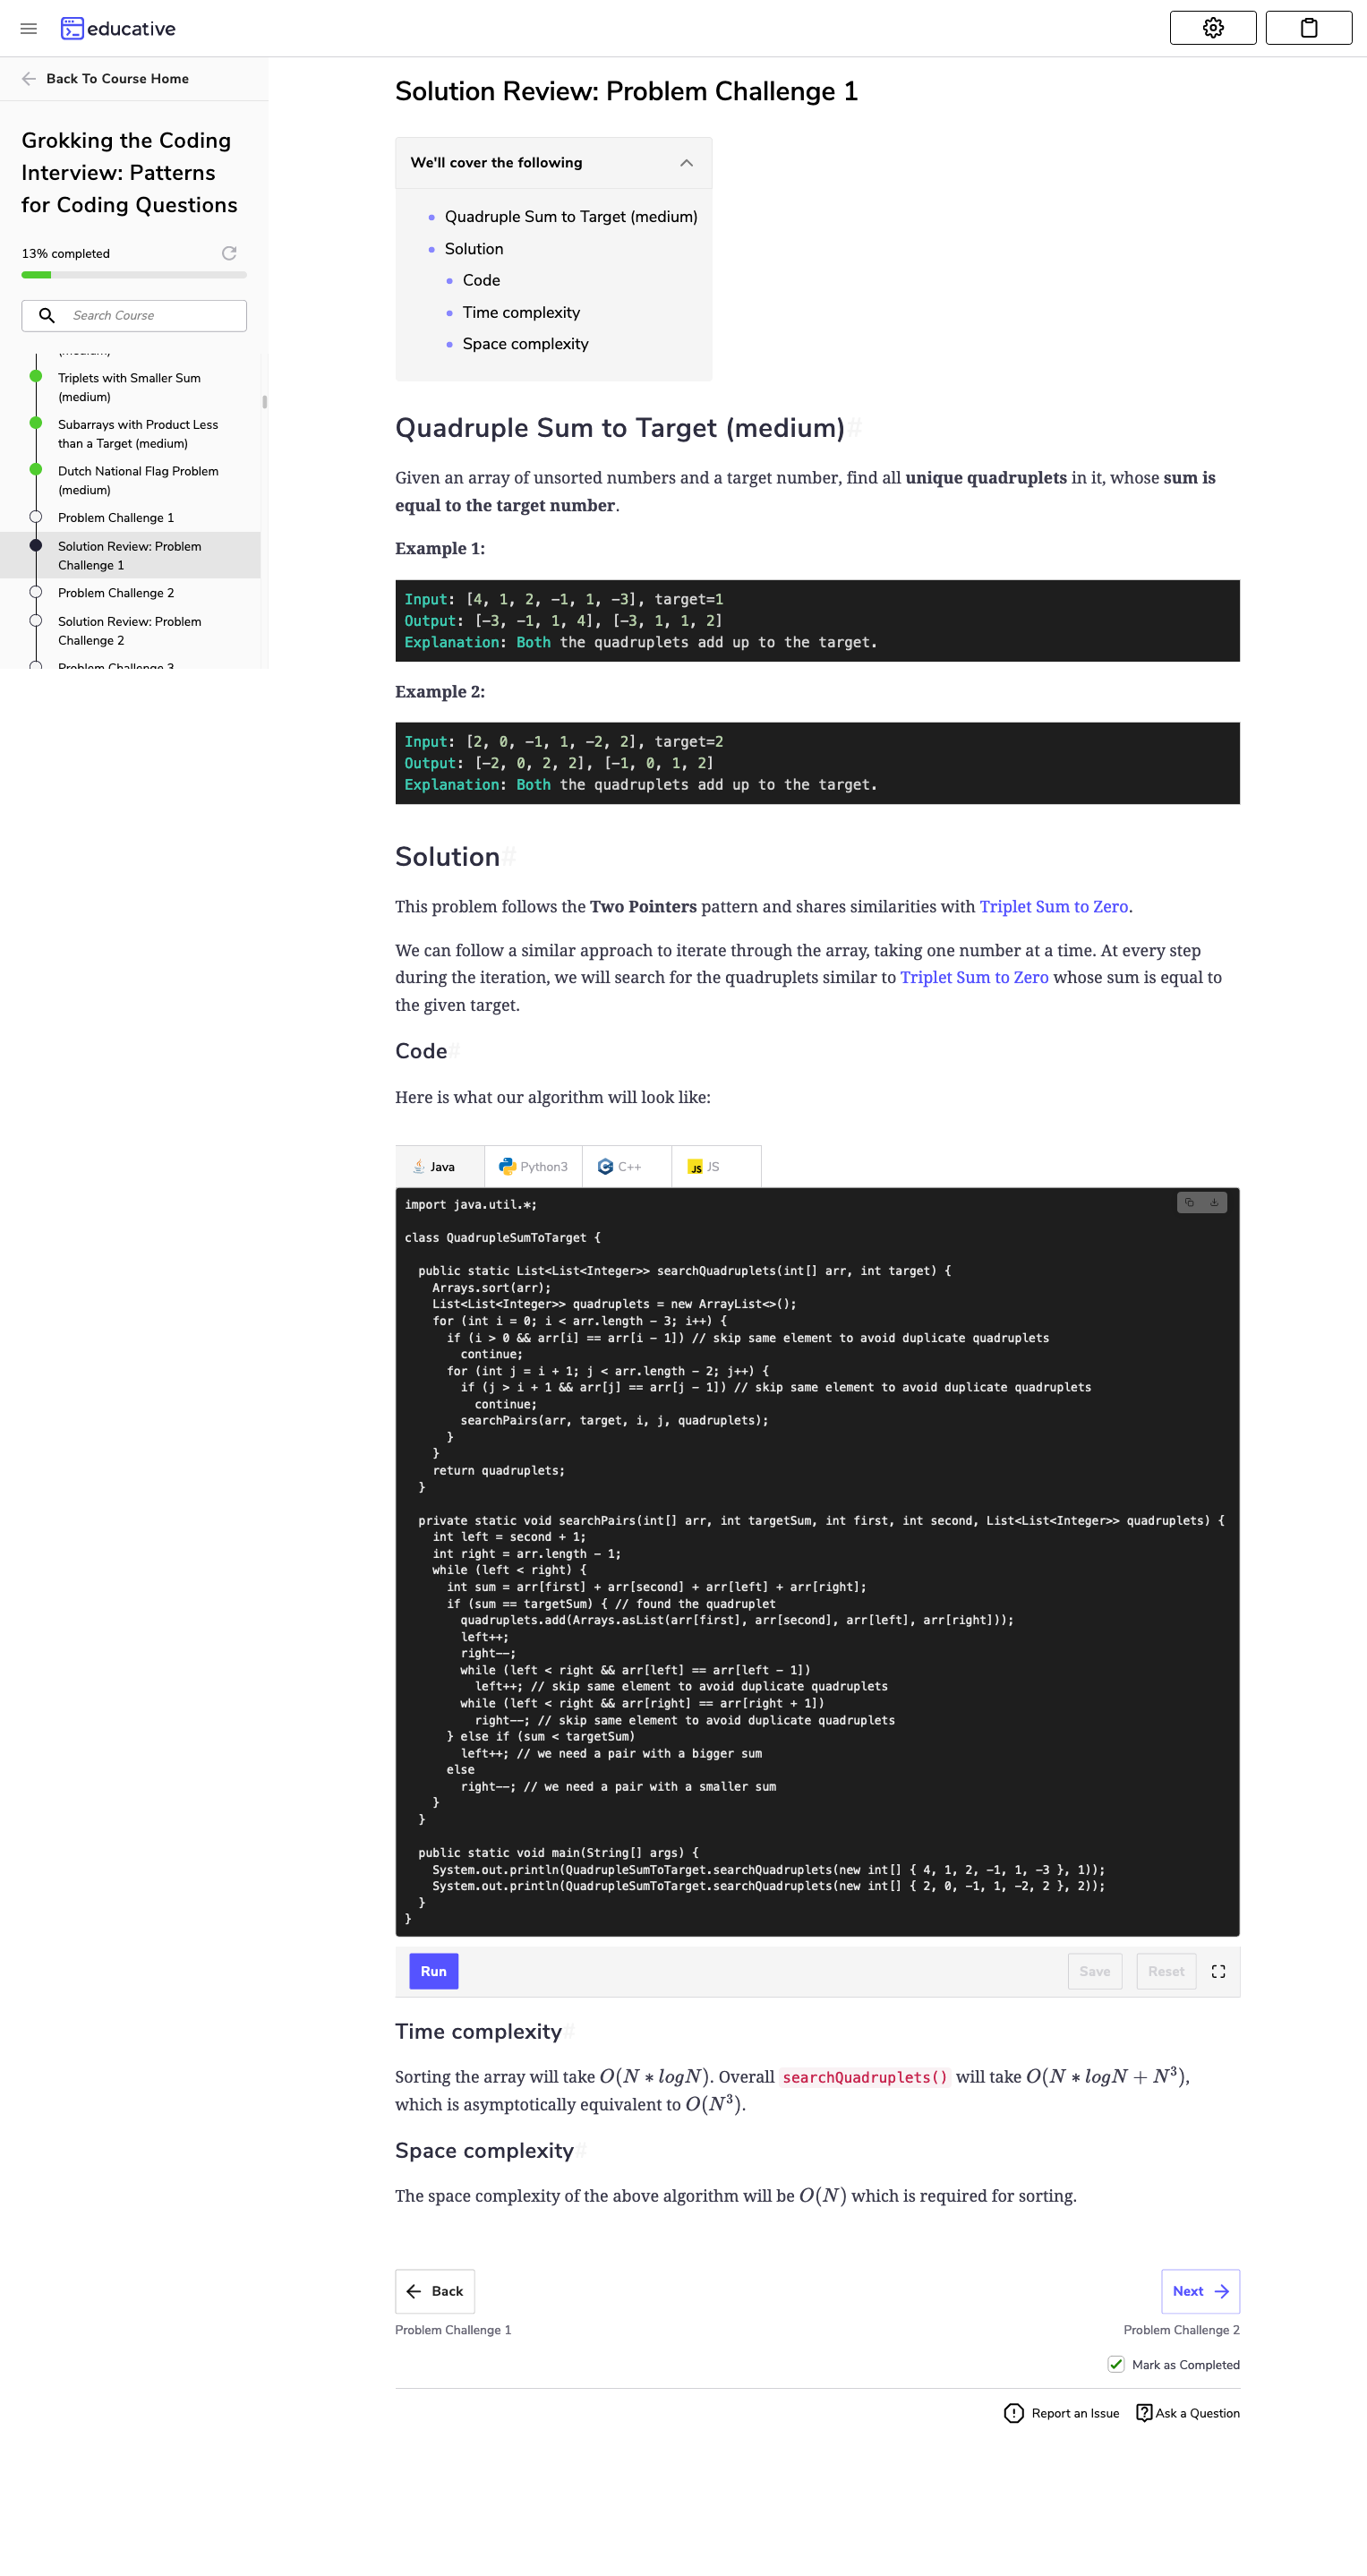 educative
Back To Course Home
Grokking the Coding
Interview: Patterns
for Coding Questions
13% completed
Search Course
Triplets with Smaller Sum
(medium)
Subarrays with Product Less
than a Target (medium)
Dutch National Flag Problem
(medium)
Problem Challenge 1
Solution Review: Problem
Challenge 1
Problem Challenge 2
Solution Review: Problem
Challenge 2
Problem Challenge 3
Solution Review: Problem Challenge 1
We'll cover the following
Quadruple Sum to Target (medium)
Solution
Code
Time complexity
Space complexity
Quadruple Sum to Target (medium)#
Given an array of unsorted numbers and a target number, find all unique quadruplets in it, whose sum is
equal to the target number.
Example 1:
Input: [4, 1, 2, -1, 1, -3], target=1
Output: [-3, -1, 1, 4], [-3, 1, 1, 2]
Explanation: Both the quadruplets add up to the target.
Example 2:
Input: [2, 0, -1, 1, -2, 2], target=2
Output: [-2, 0, 2, 2], [-1, 0, 1, 2]
Explanation: Both the quadruplets add up to the target.
Solution#
This problem follows the Two Pointers pattern and shares similarities with Triplet Sum to Zero.
We can follow a similar approach to iterate through the array, taking one number at a time. At every step
during the iteration, we will search for the quadruplets similar to Triplet Sum to Zero whose sum is equal to
the given target.
Code#
Here is what our algorithm will look like:
Java Python3 C++ JS JS
import java.util.*;
class QuadrupleSumToTarget {
public static List<List<Integer>> searchQuadruplets(int[] arr, int target) {
Arrays.sort(arr);
List<List<Integer>> quadruplets = new ArrayList<>();
for (int i = 0; i < arr.length - 3; i++) {
if (i > 0 && arr[i] == arr[i - 1]) // skip same element to avoid duplicate quadruplets
continue;
for (int j = i + 1; j < arr.length - 2; j++) {
if (j > i + 1 && arr[j] == arr[j - 1]) // skip same element to avoid duplicate quadruplets
continue;
searchPairs(arr, target, i, j, quadruplets);
}
}
return quadruplets;
}
private static void searchPairs(int[] arr, int targetSum, int first, int second, List<List<Integer>> quadruplets) {
int left = second + 1;
int right = arr.length - 1;
while (left < right) {
int sum = arr[first] + arr[second] + arr[left] + arr[right];
if (sum == targetSum) { // found the quadruplet
quadruplets.add(Arrays.asList(arr[first], arr[second], arr[left], arr[right]));
left++;
right--;
while (left < right && arr[left] == arr[left - 1])
left++; // skip same element to avoid duplicate quadruplets
while (left < right && arr[right] == arr[right + 1])
right--; // skip same element to avoid duplicate quadruplets
} else if (sum < targetSum)
left++; // we need a pair with a bigger sum
else
right--; // we need a pair with a smaller sum
}
}
public static void main(String[] args) {
System.out.println(QuadrupleSumToTarget.searchQuadruplets(new int[] { 4, 1, 2, -1, 1, -3 }, 1));
System.out.println(QuadrupleSumToTarget.searchQuadruplets(new int[] { 2, 0, -1, 1, -2, 2 }, 2));
}
}
Run Save Reset
Time complexity#
Sorting the array will take O(N * logN). Overall searchQuadruplets() will take O(N * logN + N³),
which is asymptotically equivalent to O(N³).
Space complexity#
The space complexity of the above algorithm will be O(N) which is required for sorting.
Back Next
Problem Challenge 1 Problem Challenge 2
Mark as Completed
Report an Issue Ask a Question